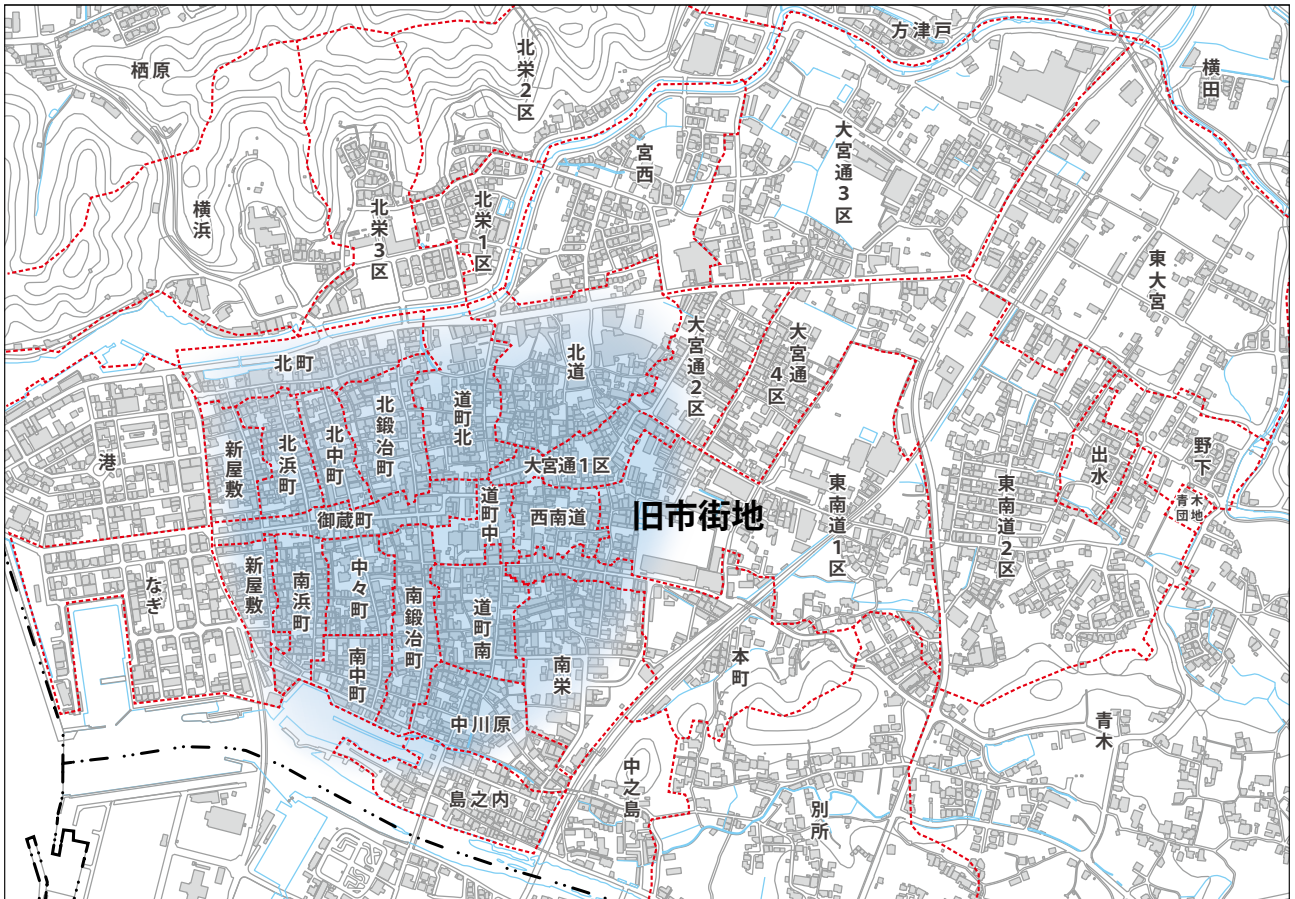 方津戸
北栄2区
栖原
横田
大宮通3区
宮西
横浜
北栄3区
北栄1区
東大宮
大宮通2区
大宮通4区
北道
北町
道町北
北鍛冶町
北中町
北浜町
新屋敷
港
大宮通1区
出水
野下
青木団地
東南道1区
東南道2区
道町中
西南道
旧市街地
御蔵町
新屋敷
南浜町
中々町
南鍛冶町
道町南
なぎ
南中町
南栄
本町
中川原
青木
島之内
中之島
別所